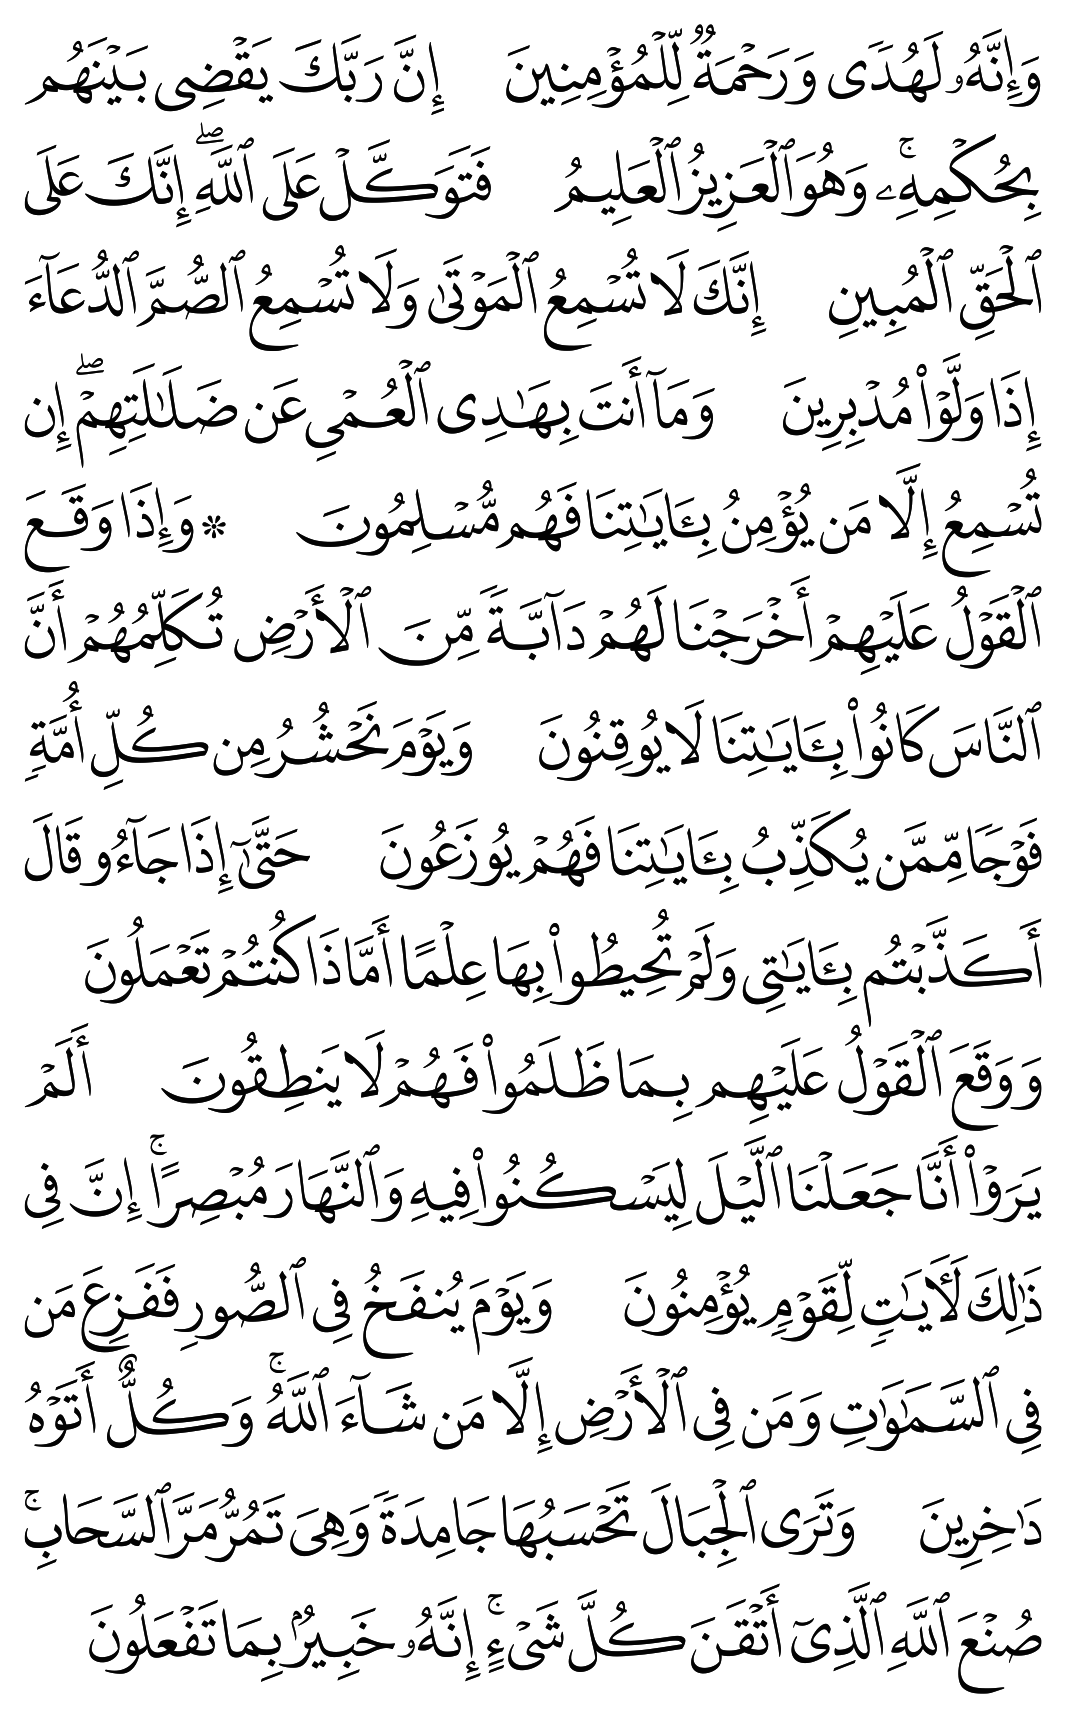 وَإِنَّهُۥ لَهُدًى وَرَحْمَةٌ لِّلْمُؤْمِنِينَ إِنَّ رَبَّكَ يَقْضِى بَيْنَهُم
بِحُكْمِهِۦۚ وَهُوَ ٱلْعَزِيزُ ٱلْعَلِيمُ فَتَوَكَّلْ عَلَى ٱللَّهِۖ إِنَّكَ عَلَى
ٱلْحَقِّ ٱلْمُبِينِ إِنَّكَ لَا تُسْمِعُ ٱلْمَوْتَىٰ وَلَا تُسْمِعُ ٱلصُّمَّ ٱلدُّعَآءَ
إِذَا وَلَّوْا۟ مُدْبِرِينَ وَمَآ أَنتَ بِهَـٰدِى ٱلْعُمْىِ عَن ضَلَـٰلَتِهِمْۖ إِن
تُسْمِعُ إِلَّا مَن يُؤْمِنُ بِـَٔايَـٰتِنَا فَهُم مُّسْلِمُونَ ۞ وَإِذَا وَقَعَ
ٱلْقَوْلُ عَلَيْهِمْ أَخْرَجْنَا لَهُمْ دَآبَّةً مِّنَ ٱلْأَرْضِ تُكَلِّمُهُمْ أَنَّ
ٱلنَّاسَ كَانُوا۟ بِـَٔايَـٰتِنَا لَا يُوقِنُونَ وَيَوْمَ نَحْشُرُ مِن كُلِّ أُمَّةٍ
فَوْجًا مِّمَّن يُكَذِّبُ بِـَٔايَـٰتِنَا فَهُمْ يُوزَعُونَ حَتَّىٰٓ إِذَا جَآءُو قَالَ
أَكَذَّبْتُم بِـَٔايَـٰتِى وَلَمْ تُحِيطُوا۟ بِهَا عِلْمًا أَمَّاذَا كُنتُمْ تَعْمَلُونَ
وَوَقَعَ ٱلْقَوْلُ عَلَيْهِم بِمَا ظَلَمُوا۟ فَهُمْ لَا يَنطِقُونَ أَلَمْ
يَرَوْا۟ أَنَّا جَعَلْنَا ٱلَّيْلَ لِيَسْكُنُوا۟ فِيهِ وَٱلنَّهَارَ مُبْصِرًاۚ إِنَّ فِى
ذَٰلِكَ لَـَٔايَـٰتٍ لِّقَوْمٍ يُؤْمِنُونَ وَيَوْمَ يُنفَخُ فِى ٱلصُّورِ فَفَزِعَ مَن
فِى ٱلسَّمَـٰوَٰتِ وَمَن فِى ٱلْأَرْضِ إِلَّا مَن شَآءَ ٱللَّهُۚ وَكُلٌّ أَتَوْهُ
دَٰخِرِينَ وَتَرَى ٱلْجِبَالَ تَحْسَبُهَا جَامِدَةً وَهِىَ تَمُرُّ مَرَّ ٱلسَّحَابِۚ
صُنْعَ ٱللَّهِ ٱلَّذِىٓ أَتْقَنَ كُلَّ شَىْءٍۚ إِنَّهُۥ خَبِيرٌۢ بِمَا تَفْعَلُونَ